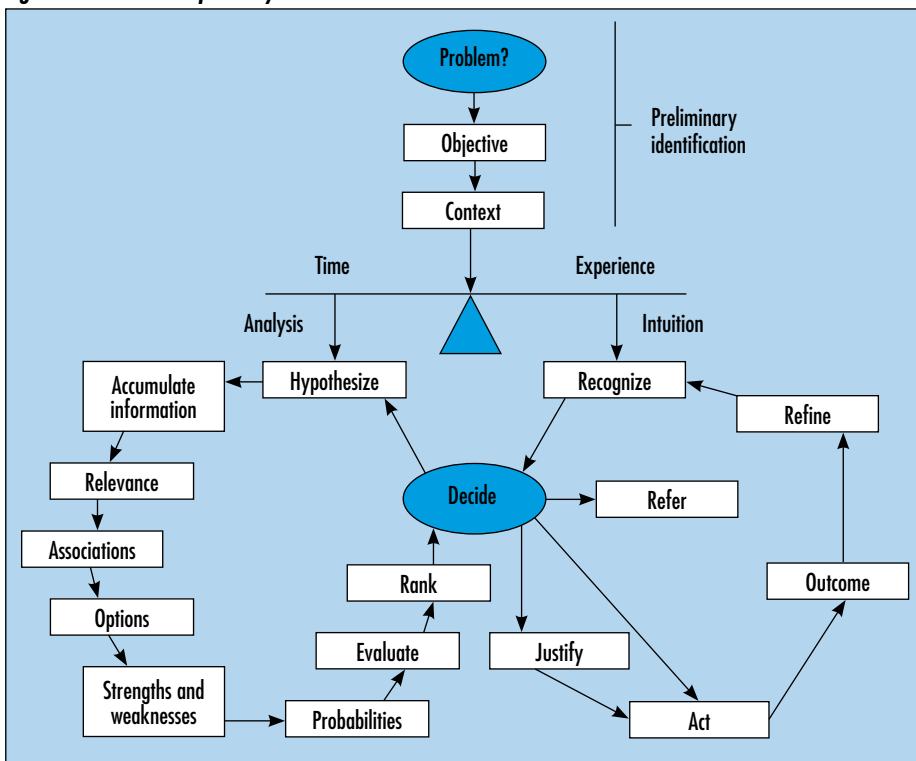 Problem?
Objective
Context
Preliminary
identification
Time
Experience
Analysis
Intuition
Hypothesize
Recognize
Accumulate
information
Refine
Relevance
Decide
Refer
Associations
Rank
Outcome
Options
Evaluate
Justify
Strengths and
weaknesses
Probabilities
Act